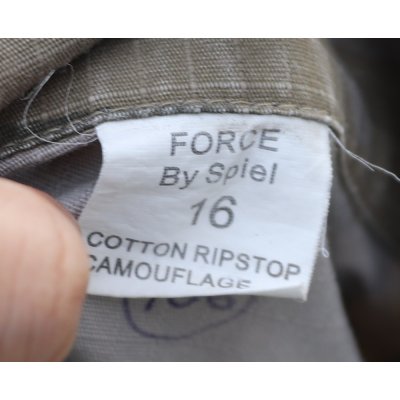 FORCE
By Spiel
16
COTTON RIPSTOP
CAMOUFLAGE